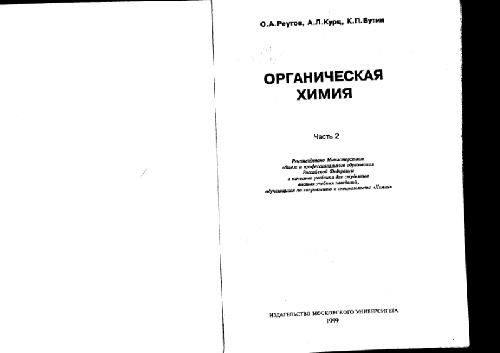 О.А.Реутов, А.Л.Курц, К.П.Бутин
ОРГАНИЧЕСКАЯ
ХИМИЯ
Часть 2
Рекомендовано Министерством
общего и профессионального образования
Российской Федерации
в качестве учебника для студентов
высших учебных заведений,
обучающихся по направлению и специальности «Химия»
ИЗДАТЕЛЬСТВО МОСКОВСКОГО УНИВЕРСИТЕТА
1999